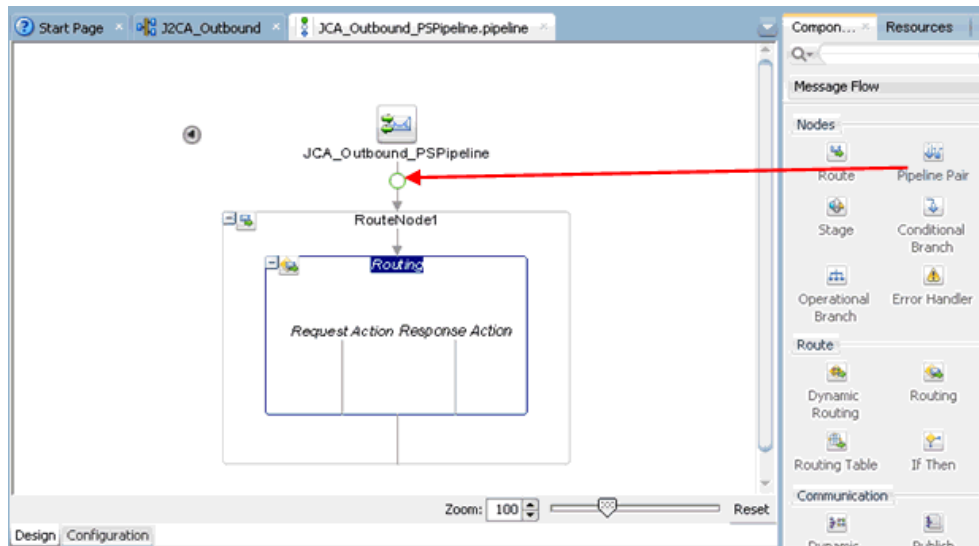 Start Page
J2CA_Outbound
JCA_Outbound_PSPipeline.pipeline
Compon...
Resources
Message Flow
Nodes
JCA_Outbound_PSPipeline
Route
Pipeline Pair
RouteNode1
Stage
Conditional
Branch
Routing
Operational
Branch
Error Handler
Request Action Response Action
Route
Dynamic
Routing
Routing
Routing Table
If Then
Communication
Zoom: 100
Reset
Dynamic
Publish
Design
Configuration